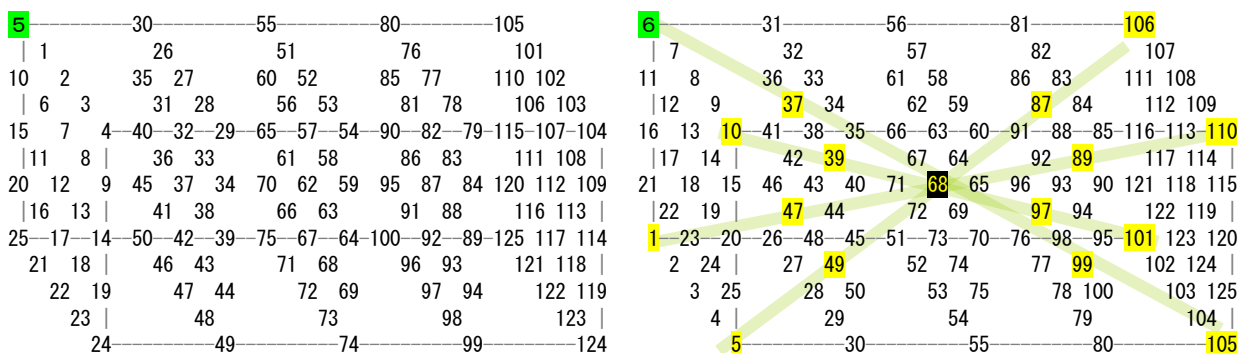 5-----------30-----------55-----------80-----------105
| 1 26 51 76 101
10 2 35 27 60 52 85 77 110 102
| 6 3 31 28 56 53 81 78 106 103
15 7 4--40--32--29--65--57--54--90--82--79-115-107-104
|11 8 | 36 33 61 58 86 83 111 108 |
20 12 9 45 37 34 70 62 59 95 87 84 120 112 109
|16 13 | 41 38 66 63 91 88 116 113 |
25--17--14--50--42--39--75--67--64-100--92--89-125 117 114
21 18 | 46 43 71 68 96 93 121 118 |
22 19 47 44 72 69 97 94 122 119
23 | 48 73 98 123 |
24-----------49-----------74-----------99-----------124
6-----------31-----------56-----------81-----------106
| 7 32 57 82 107
11 8 36 33 61 58 86 83 111 108
|12 9 37 34 62 59 87 84 112 109
16 13 10--41--38--35--66--63--60--91--88--85-116-113-110
|17 14 | 42 39 67 64 92 89 117 114 |
21 18 15 46 43 40 71 68 65 96 93 90 121 118 115
|22 19 | 47 44 72 69 97 94 122 119 |
1--23--20--26--48--45--51--73--70--76--98--95-101 123 120
2 24 | 27 49 52 74 77 99 102 124 |
3 25 28 50 53 75 78 100 103 125
4 | 29 54 79 104 |
5-----------30-----------55-----------80-----------105